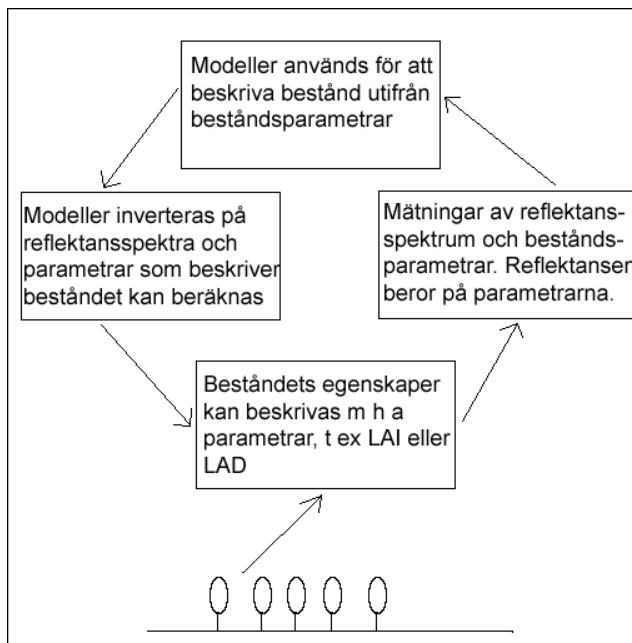 Modeller används för att
beskriva bestånd utifrån
beståndsparametrar
Modeller inverteras på
reflektansspektra och
parametrar som beskriver
beståndet kan beräknas
Mätningar av reflektans-
spektrum och bestånds-
parametrar. Reflektansen
beror på parametrarna.
Beståndets egenskaper
kan beskrivas m h a
parametrar, t ex LAI eller
LAD